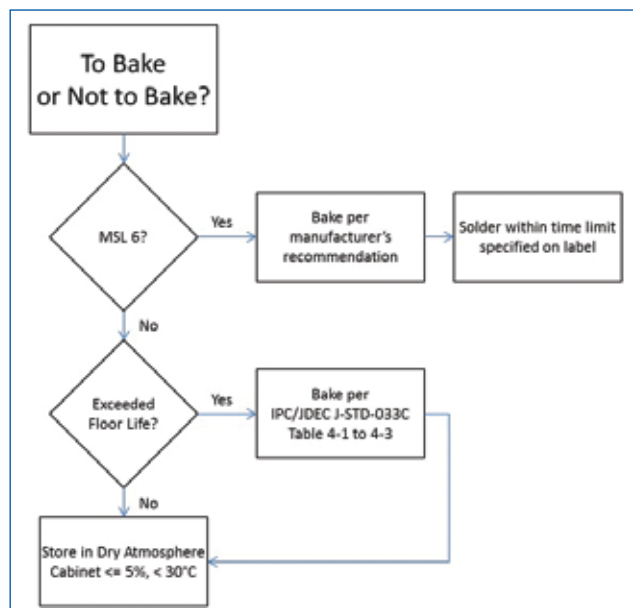 To Bake
or Not to Bake?
MSL 6?
Yes
Bake per
manufacturer's
recommendation
Solder within time limit
specified on label
No
Exceeded
Floor Life?
Yes
Bake per
IPC/JDEC J-STD-033C
Table 4-1 to 4-3
No
Store in Dry Atmosphere
Cabinet <= 5%, < 30°C